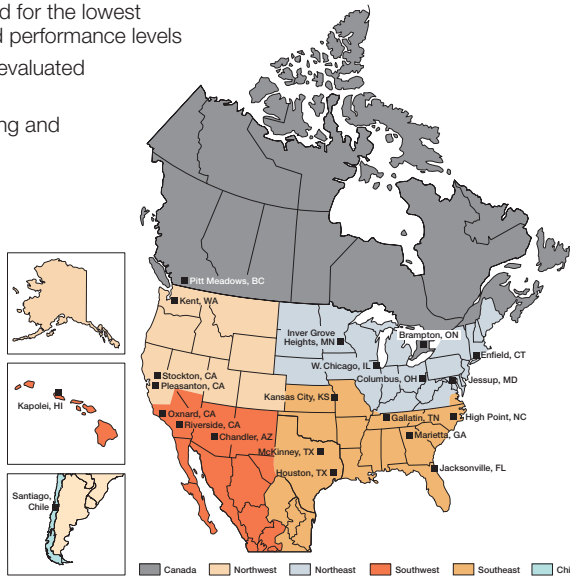 d for the lowest
d performance levels
evaluated
ng and
Pitt Meadows, BC
Kent, WA
Inver Grove
Heights, MN
Brampton, ON
Enfield, CT
W. Chicago, IL
Columbus, OH
Jessup, MD
Stockton, CA
Pleasanton, CA
Kansas City, KS
Kapolei, HI
Oxnard, CA
Riverside, CA
Chandler, AZ
Gallatin, TN
High Point, NC
Marietta, GA
McKinney, TX
Houston, TX
Jacksonville, FL
Santiago,
Chile
Canada
Northwest
Northeast
Southwest
Southeast
Chi